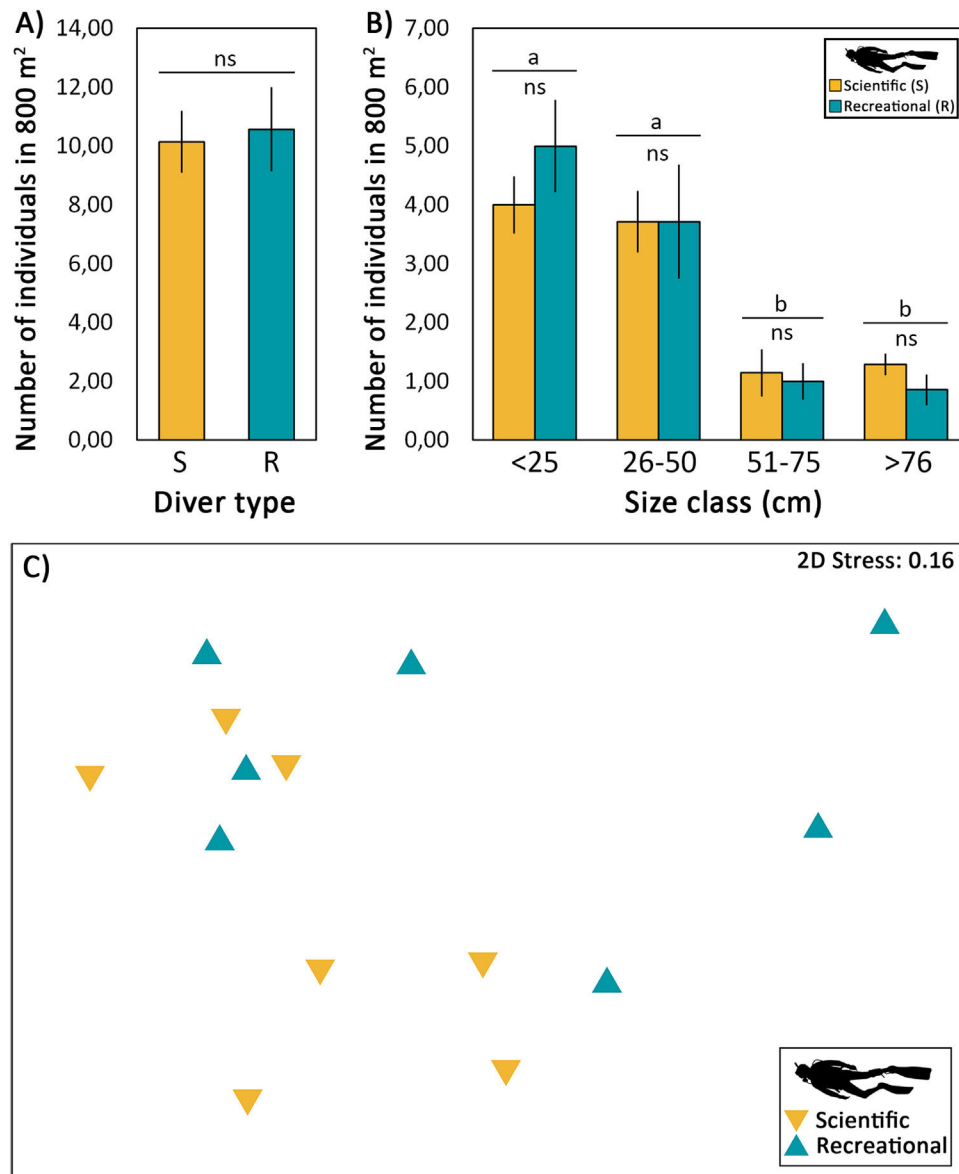 A)
Number of individuals in 800 m²
14,00
12,00
10,00
8,00
6,00
4,00
2,00
0,00
ns
S
R
Diver type
B)
Number of individuals in 800 m²
7,00
6,00
5,00
4,00
3,00
2,00
1,00
0,00
a
ns
a
ns
b
ns
b
ns
Scientific (S)
Recreational (R)
<25
26-50
51-75
>76
Size class (cm)
C)
2D Stress: 0.16
Scientific
Recreational